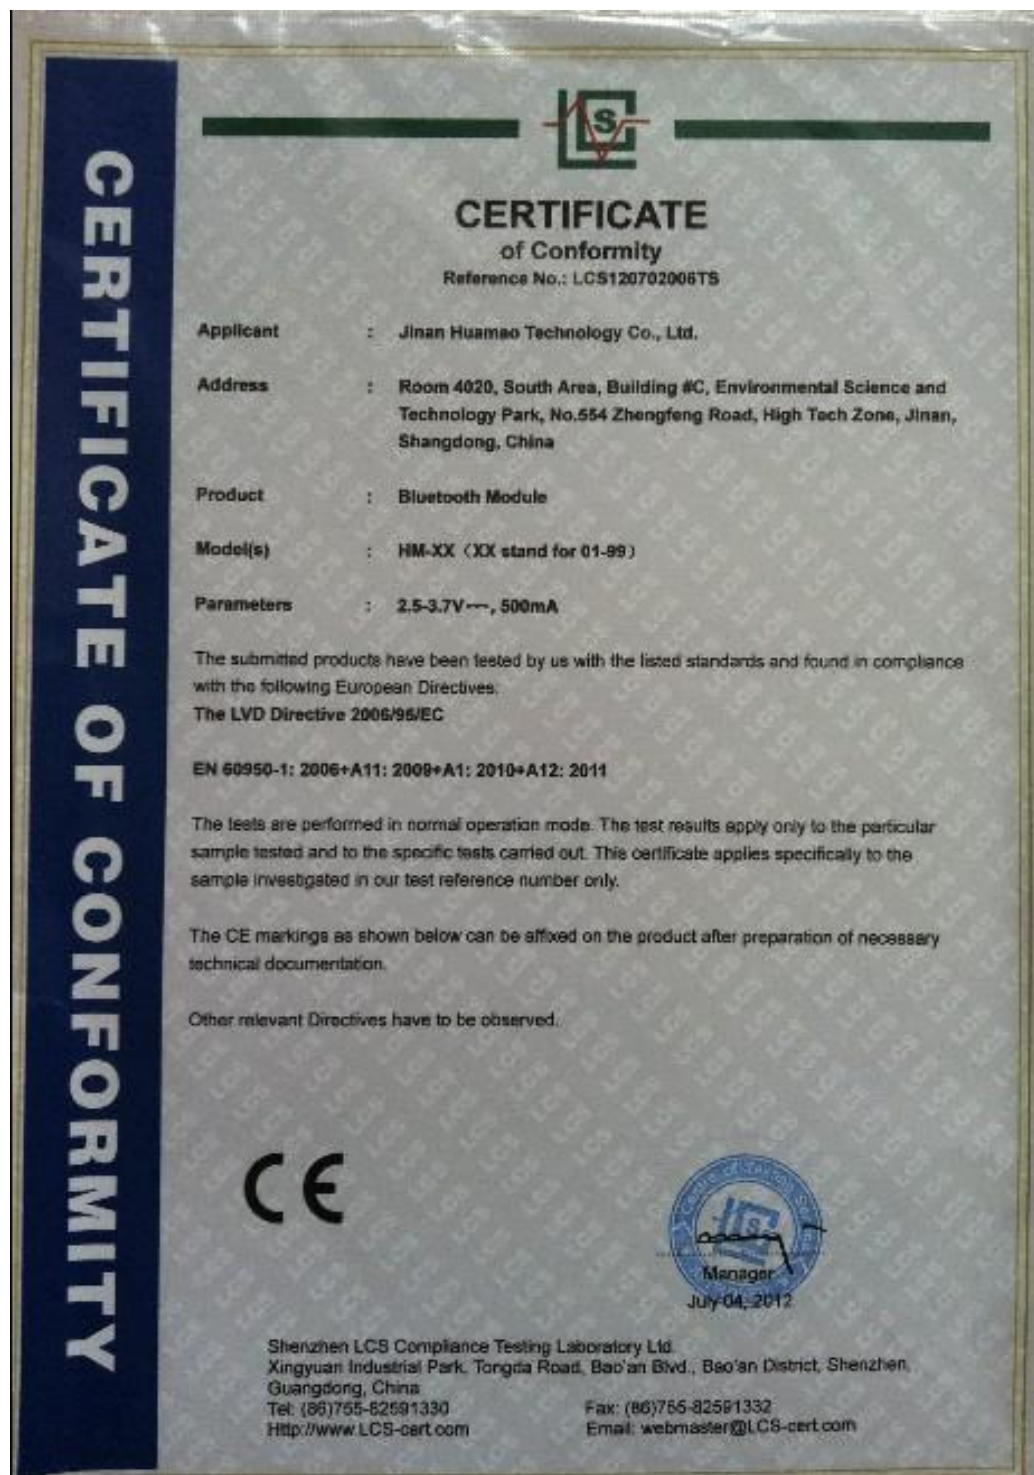 CERTIFICATE OF CONFORMITY
LCS
CERTIFICATE
of Conformity
Reference No.: LCS120702006TS
Applicant : Jinan Huamao Technology Co., Ltd.
Address : Room 4020, South Area, Building #C, Environmental Science and
Technology Park, No.554 Zhengfeng Road, High Tech Zone, Jinan,
Shangdong, China
Product : Bluetooth Module
Model(s) : HM-XX（XX stand for 01-99）
Parameters : 2.5-3.7V⎓, 500mA
The submitted products have been tested by us with the listed standards and found in compliance
with the following European Directives:
The LVD Directive 2006/95/EC
EN 60950-1: 2006+A11: 2009+A1: 2010+A12: 2011
The tests are performed in normal operation mode. The test results apply only to the particular
sample tested and to the specific tests carried out. This certificate applies specifically to the
sample investigated in our test reference number only.
The CE markings as shown below can be affixed on the product after preparation of necessary
technical documentation.
Other relevant Directives have to be observed.
CE
Centre of Testing
LCS
Manager
July 04, 2012
Shenzhen LCS Compliance Testing Laboratory Ltd.
Xingyuan Industrial Park, Tongda Road, Bao'an Blvd., Bao'an District, Shenzhen,
Guangdong, China
Tel: (86)755-82591330 Fax: (86)755-82591332
Http://www.LCS-cert.com Email: webmaster@LCS-cert.com